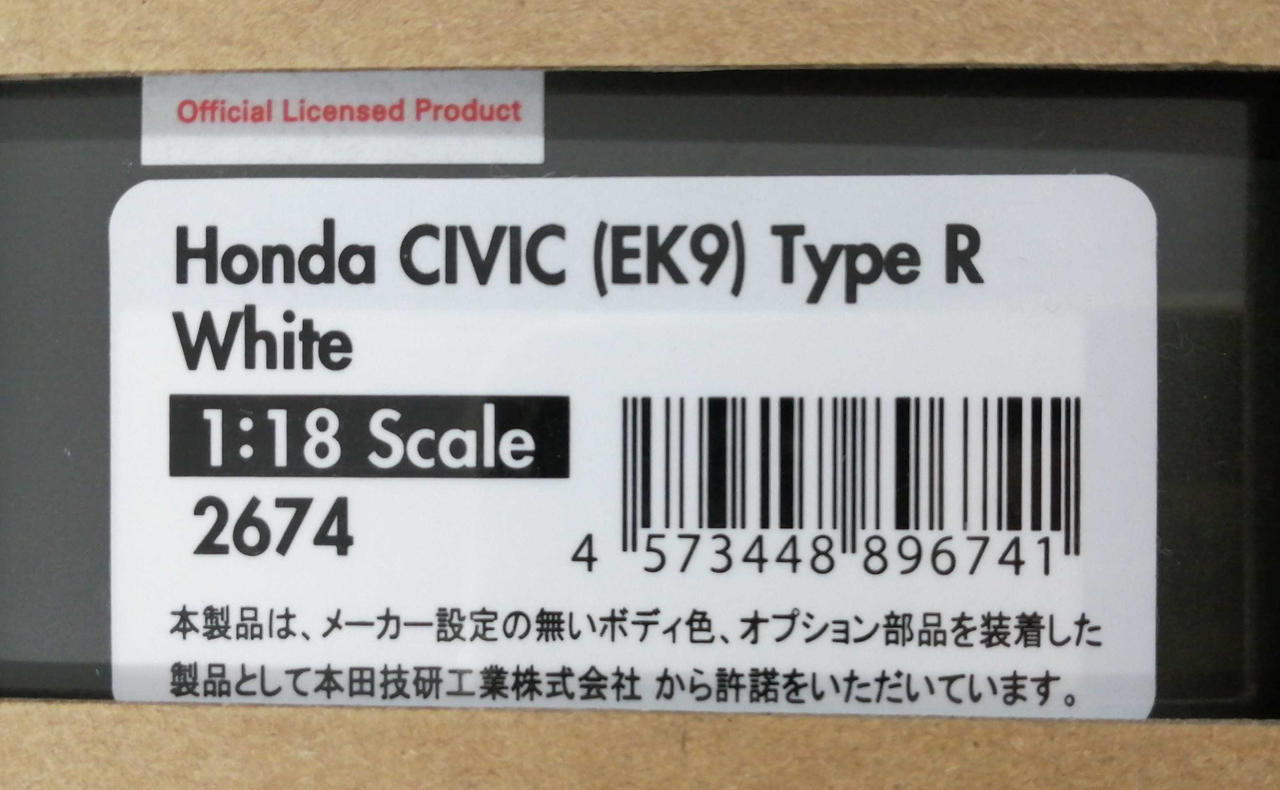 Official Licensed Product
Honda CIVIC (EK9) Type R
White
1:18 Scale
2674
4 573448 896741
本製品は、メーカー設定の無いボディ色、オプション部品を装着した
製品として本田技研工業株式会社 から許諾をいただいています。